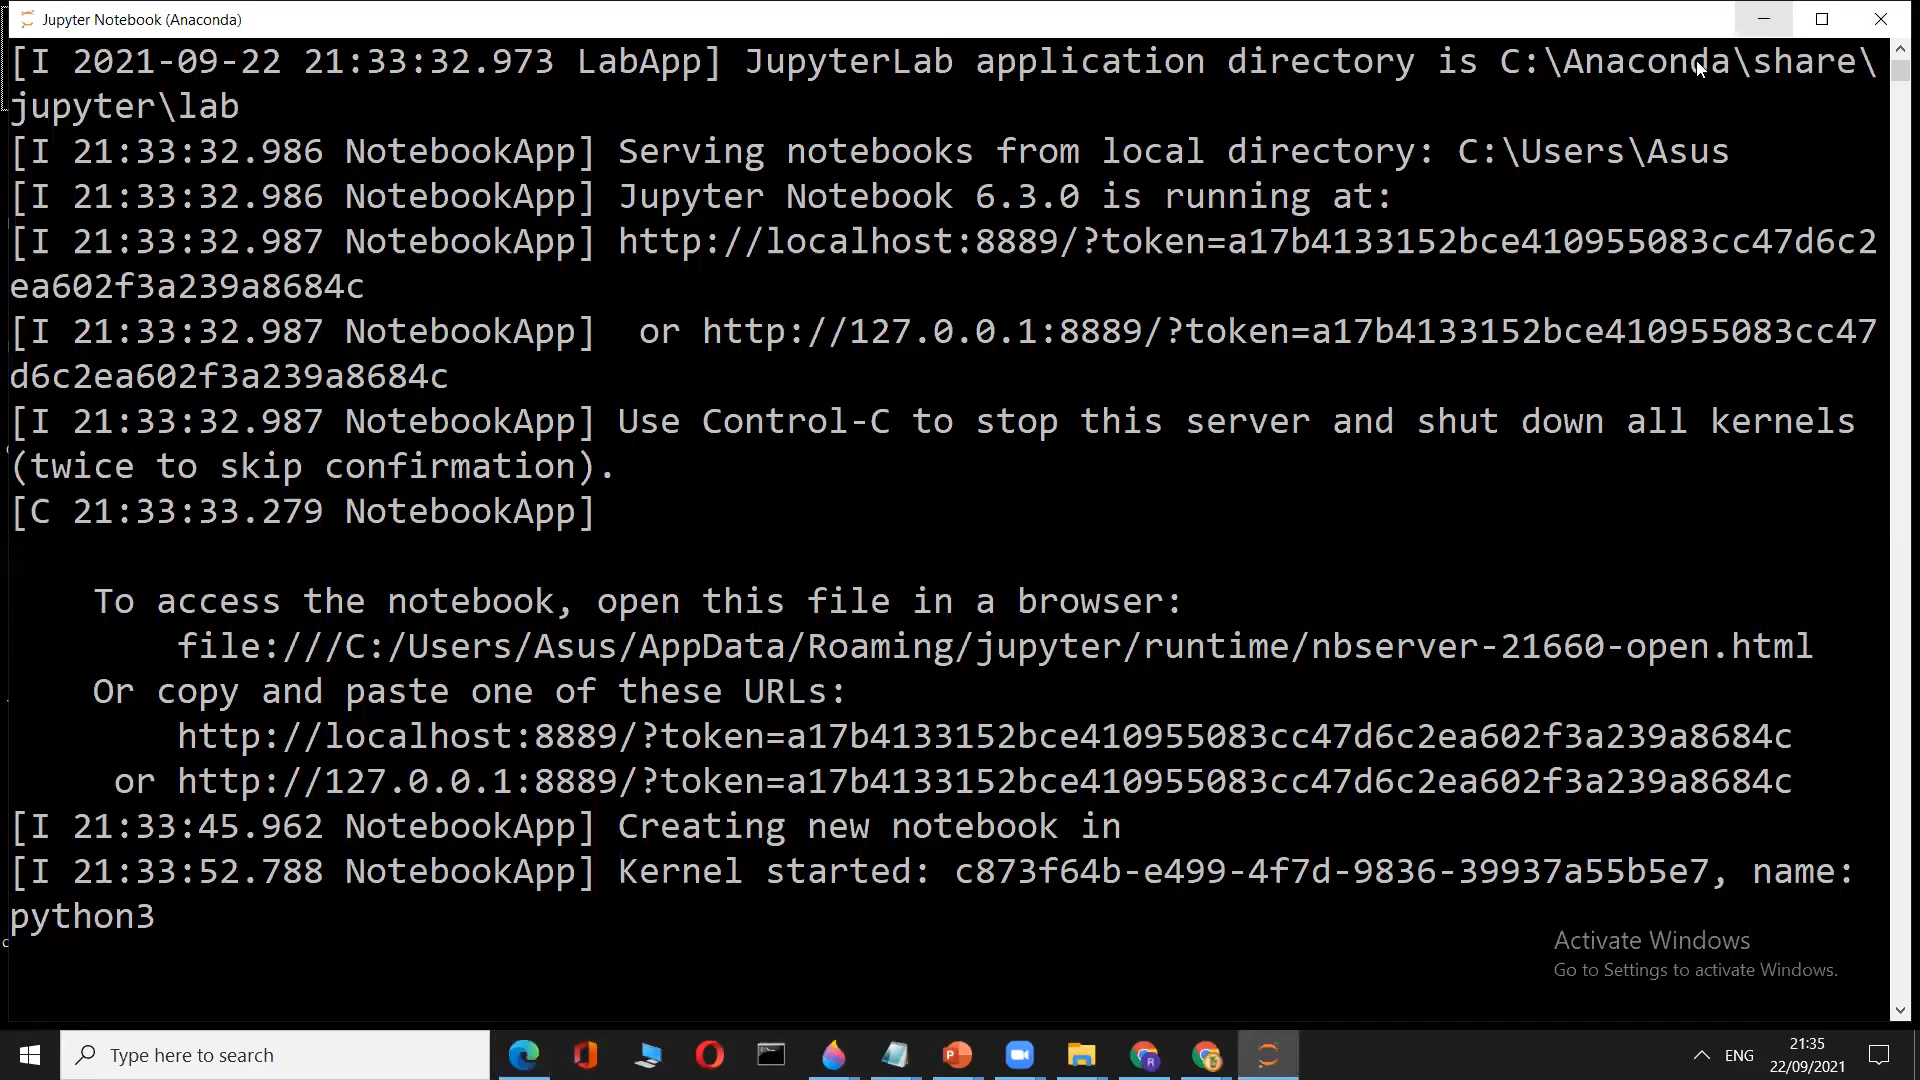 Jupyter Notebook (Anaconda)
[I 2021-09-22 21:33:32.973 LabApp] JupyterLab application directory is C:\Anaconda\share\
jupyter\lab
[I 21:33:32.986 NotebookApp] Serving notebooks from local directory: C:\Users\Asus
[I 21:33:32.986 NotebookApp] Jupyter Notebook 6.3.0 is running at:
[I 21:33:32.987 NotebookApp] http://localhost:8889/?token=a17b4133152bce410955083cc47d6c2
ea602f3a239a8684c
[I 21:33:32.987 NotebookApp]  or http://127.0.0.1:8889/?token=a17b4133152bce410955083cc47
d6c2ea602f3a239a8684c
[I 21:33:32.987 NotebookApp] Use Control-C to stop this server and shut down all kernels
(twice to skip confirmation).
[C 21:33:33.279 NotebookApp]
To access the notebook, open this file in a browser:
file:///C:/Users/Asus/AppData/Roaming/jupyter/runtime/nbserver-21660-open.html
Or copy and paste one of these URLs:
http://localhost:8889/?token=a17b4133152bce410955083cc47d6c2ea602f3a239a8684c
or http://127.0.0.1:8889/?token=a17b4133152bce410955083cc47d6c2ea602f3a239a8684c
[I 21:33:45.962 NotebookApp] Creating new notebook in
[I 21:33:52.788 NotebookApp] Kernel started: c873f64b-e499-4f7d-9836-39937a55b5e7, name:
python3
Activate Windows
Go to Settings to activate Windows.
Type here to search
ENG
21:35
22/09/2021